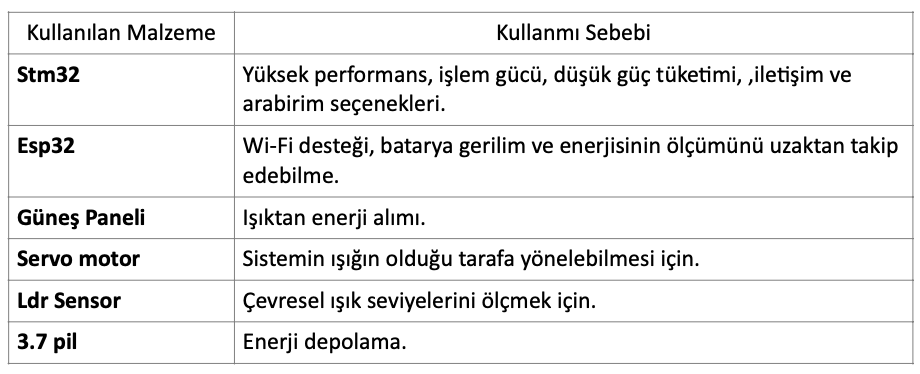 Kullanılan Malzeme Kullanmı Sebebi
Stm32 Yüksek performans, işlem gücü, düşük güç tüketimi, ,iletişim ve
arabirim seçenekleri.
Esp32 Wi-Fi desteği, batarya gerilim ve enerjisinin ölçümünü uzaktan takip
edebilme.
Güneş Paneli Işıktan enerji alımı.
Servo motor Sistemin ışığın olduğu tarafa yönelebilmesi için.
Ldr Sensor Çevresel ışık seviyelerini ölçmek için.
3.7 pil Enerji depolama.